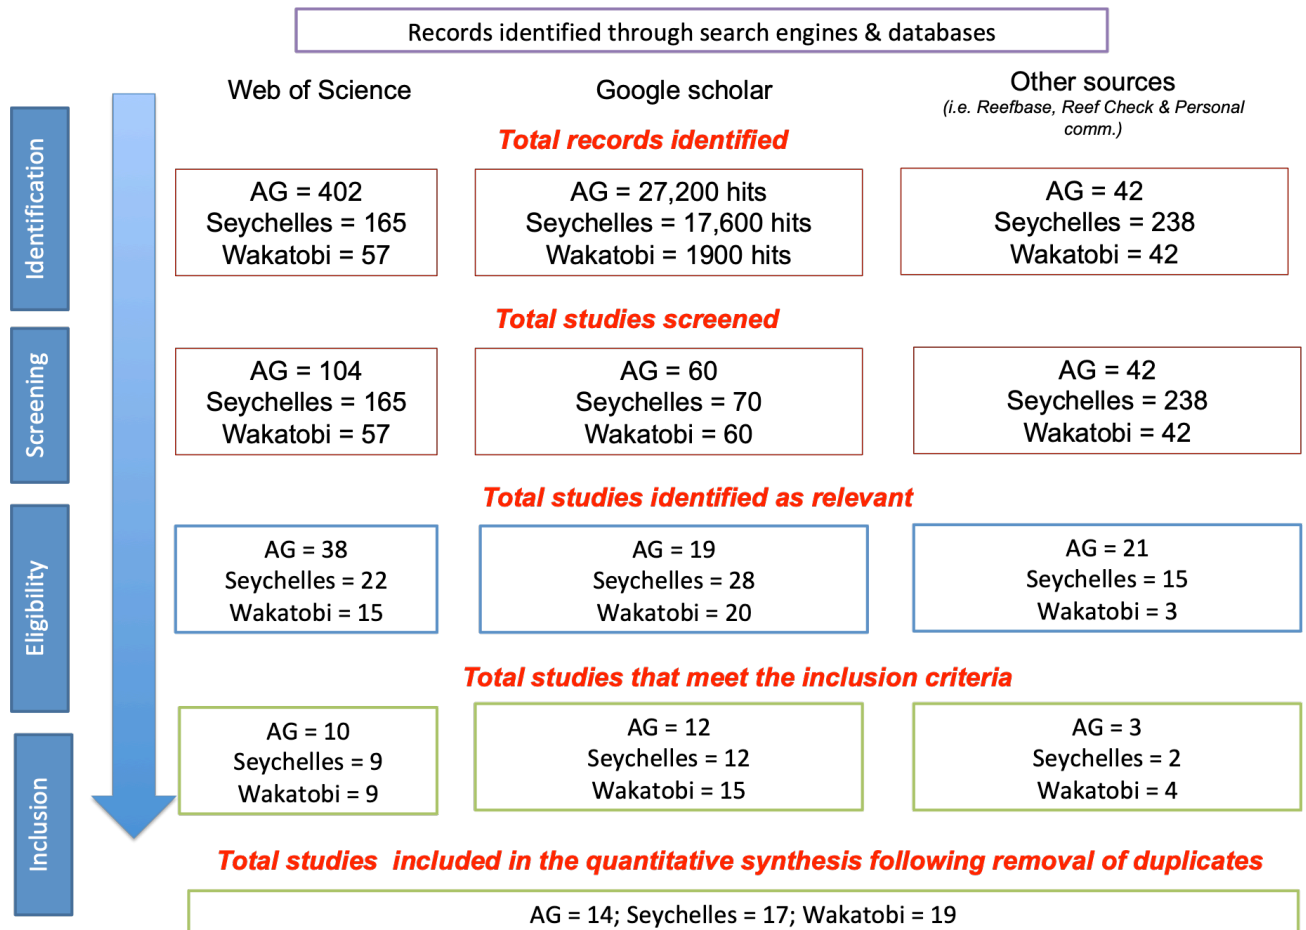 Records identified through search engines & databases
Web of Science
Google scholar
Other sources
(i.e. Reefbase, Reef Check & Personal
comm.)
Identification
Total records identified
AG = 402
Seychelles = 165
Wakatobi = 57
AG = 27,200 hits
Seychelles = 17,600 hits
Wakatobi = 1900 hits
AG = 42
Seychelles = 238
Wakatobi = 42
Screening
Total studies screened
AG = 104
Seychelles = 165
Wakatobi = 57
AG = 60
Seychelles = 70
Wakatobi = 60
AG = 42
Seychelles = 238
Wakatobi = 42
Eligibility
Total studies identified as relevant
AG = 38
Seychelles = 22
Wakatobi = 15
AG = 19
Seychelles = 28
Wakatobi = 20
AG = 21
Seychelles = 15
Wakatobi = 3
Inclusion
Total studies that meet the inclusion criteria
AG = 10
Seychelles = 9
Wakatobi = 9
AG = 12
Seychelles = 12
Wakatobi = 15
AG = 3
Seychelles = 2
Wakatobi = 4
Total studies included in the quantitative synthesis following removal of duplicates
AG = 14; Seychelles = 17; Wakatobi = 19